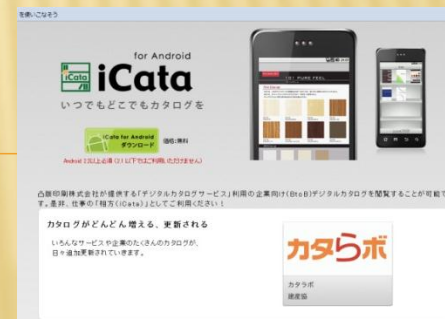 を使いこなそう
for Android
iCata
iCata
いつでもどこでもカタログを
iCata for Android
ダウンロード
価格:無料
凸版印刷株式会社が提供する「デジタルカタログサービス」利用の企業向け(BtoB)デジタルカタログを閲覧することが可能で
す。是非、仕事の「相方(iCata)」としてご利用ください!
カタログがどんどん増える、更新される
いろんなサービスや企業のたくさんのカタログが、
日々追加更新されていきます。
カタらボ
カタラボ
建産協